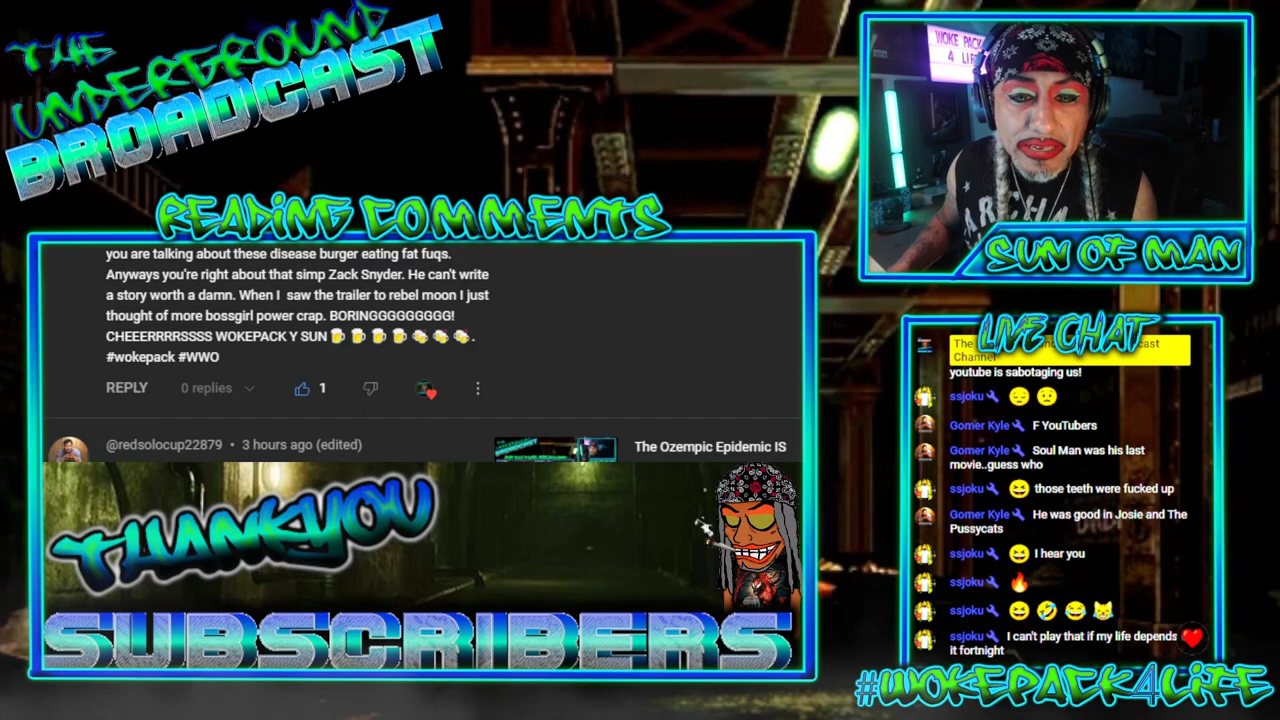 THE
UNDERGROUND
BROADCAST
WOKE PACK
4 LIFE
SUN OF MAN
READING COMMENTS
you are talking about these disease burger eating fat fuqs.
Anyways you're right about that simp Zack Snyder. He can't write
a story worth a damn. When I saw the trailer to rebel moon I just
thought of more bossgirl power crap. BORINGGGGGGGGG!
CHEEERRRRSSSS WOKEPACK Y SUN 🍺 🍺 🍺 🍺 🍻 🍻 🍻.
#wokepack #WWO
REPLY 0 replies 1
@redsolocup22879 • 3 hours ago (edited)
The Ozempic Epidemic IS
THANKYOU
SUBSCRIBERS
LIVE CHAT
The
cast
Channel
youtube is sabotaging us!
ssjoku 😔 😟
Gomer Kyle F YouTubers
Gomer Kyle Soul Man was his last
movie..guess who
ssjoku 😆 those teeth were fucked up
Gomer Kyle He was good in Josie and The
Pussycats
ssjoku 😆 I hear you
ssjoku 🔥
ssjoku 😆 🤣 😂 😹
ssjoku I can't play that if my life depends
it fortnight
#WOKEPACK4LIFE